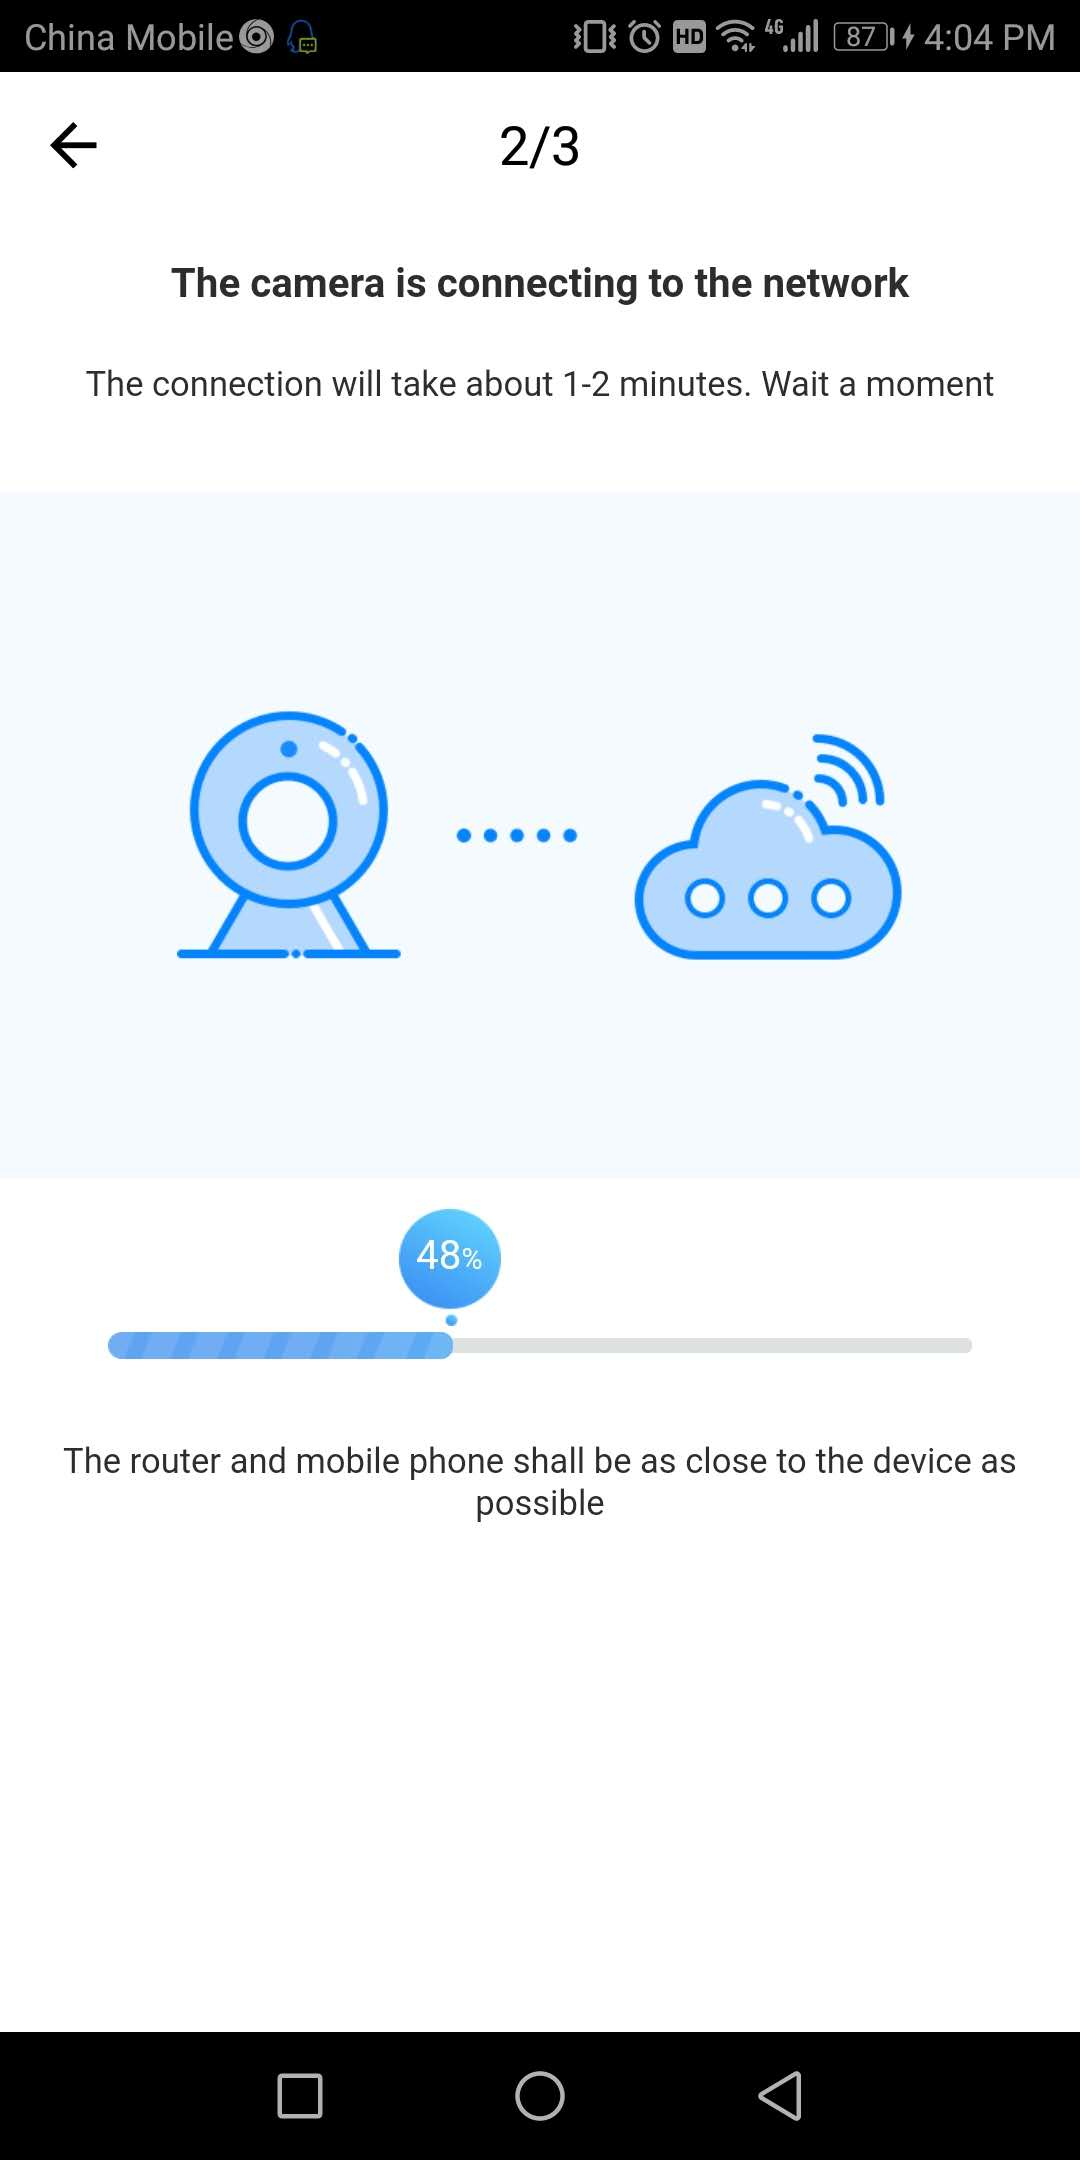 China Mobile HD 4G 87 4:04 PM
2/3
The camera is connecting to the network
The connection will take about 1-2 minutes. Wait a moment
48%
The router and mobile phone shall be as close to the device as
possible